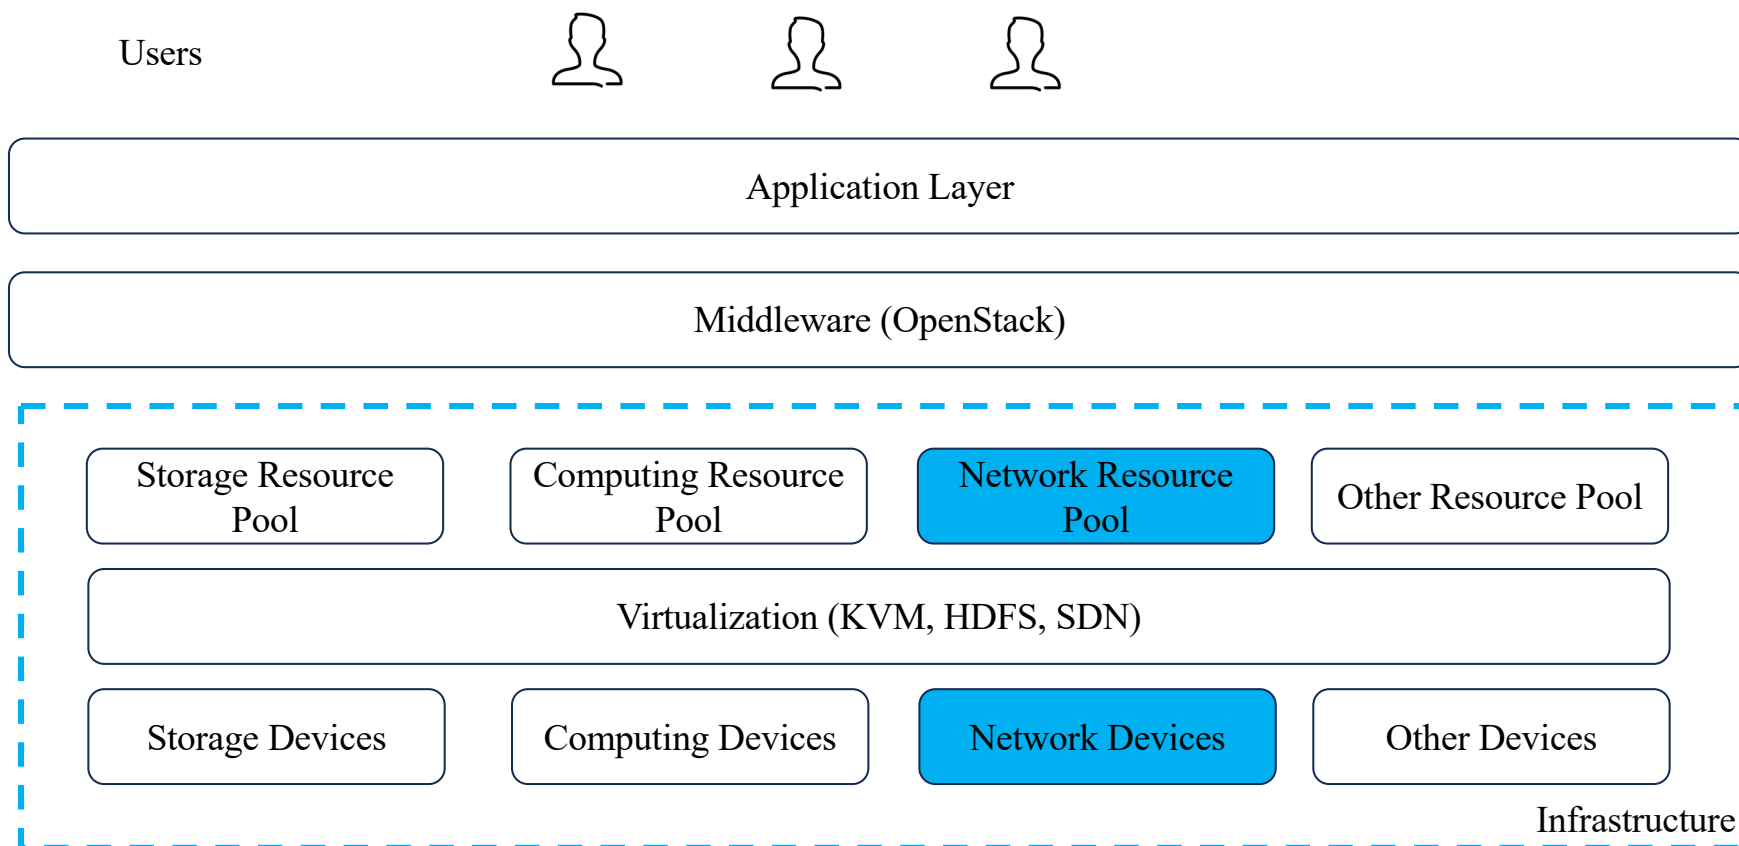 Users
Application Layer
Middleware (OpenStack)
Storage Resource
Pool
Computing Resource
Pool
Network Resource
Pool
Other Resource Pool
Virtualization (KVM, HDFS, SDN)
Storage Devices
Computing Devices
Network Devices
Other Devices
Infrastructure